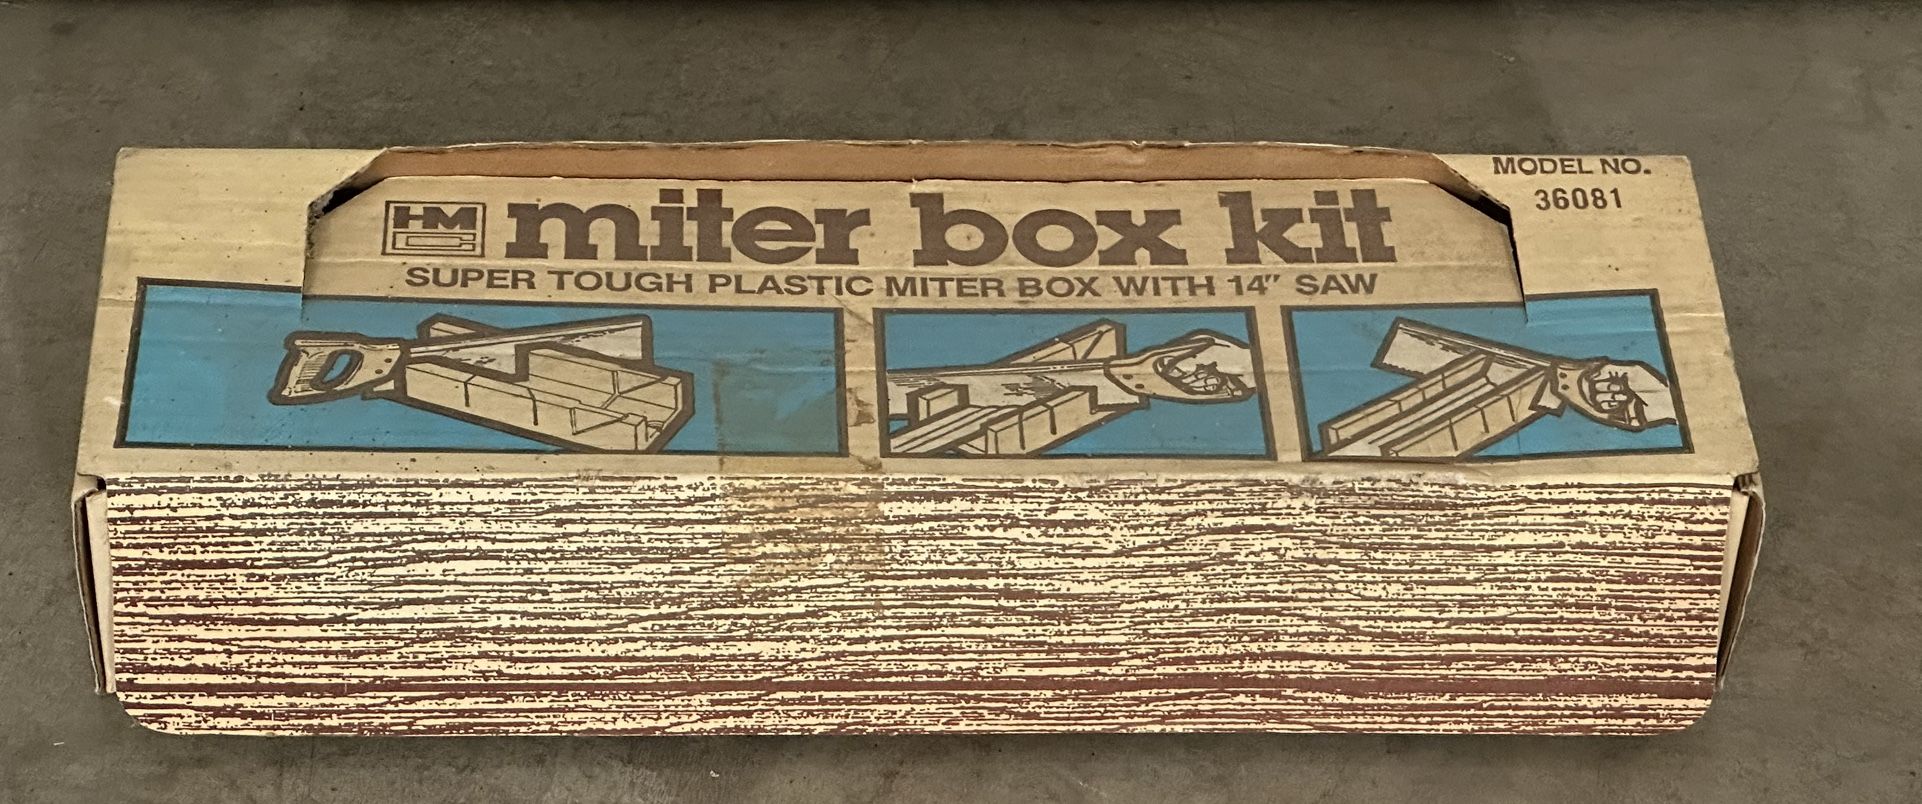 MODEL NO.
36081
HM
miter box kit
SUPER TOUGH PLASTIC MITER BOX WITH 14" SAW